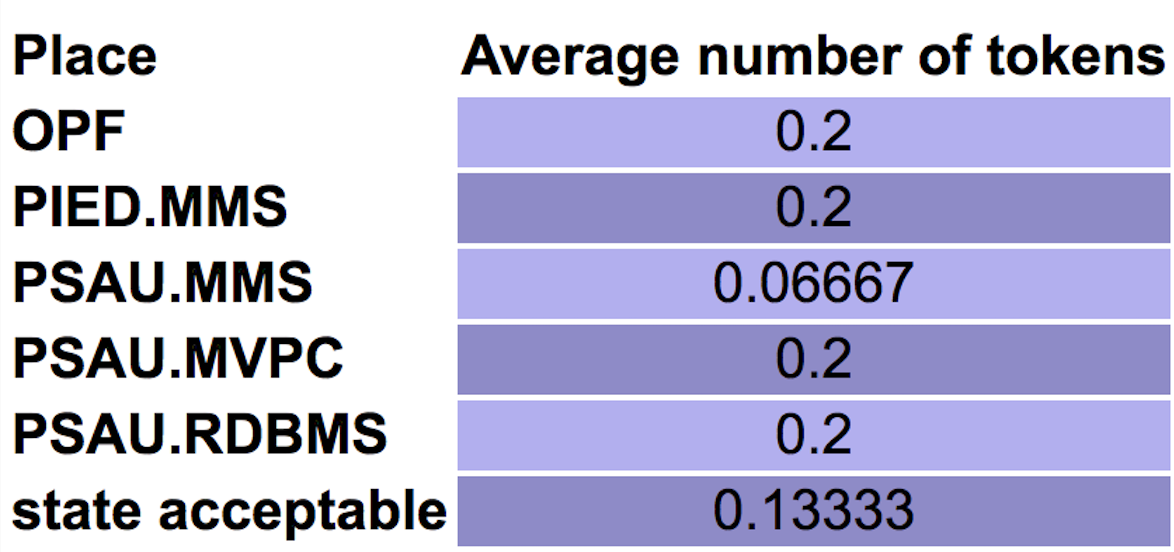 Place Average number of tokens
OPF 0.2
PIED.MMS 0.2
PSAU.MMS 0.06667
PSAU.MVPC 0.2
PSAU.RDBMS 0.2
state acceptable 0.13333